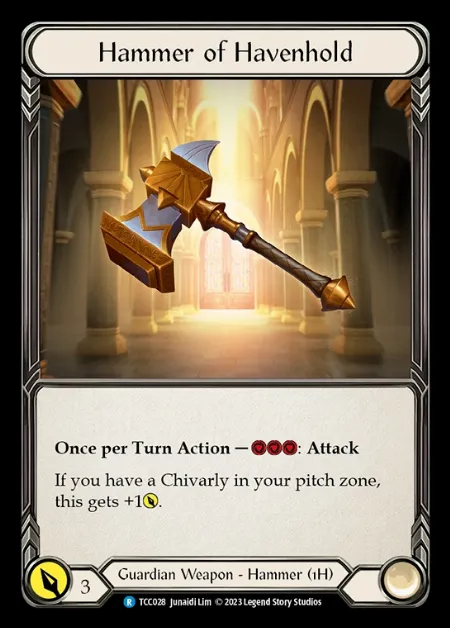 Hammer of Havenhold
Once per Turn Action — : Attack
If you have a Chivarly in your pitch zone,
this gets +1.
3
Guardian Weapon - Hammer (1H)
R TCC028 Junaidi Lim © 2023 Legend Story Studios